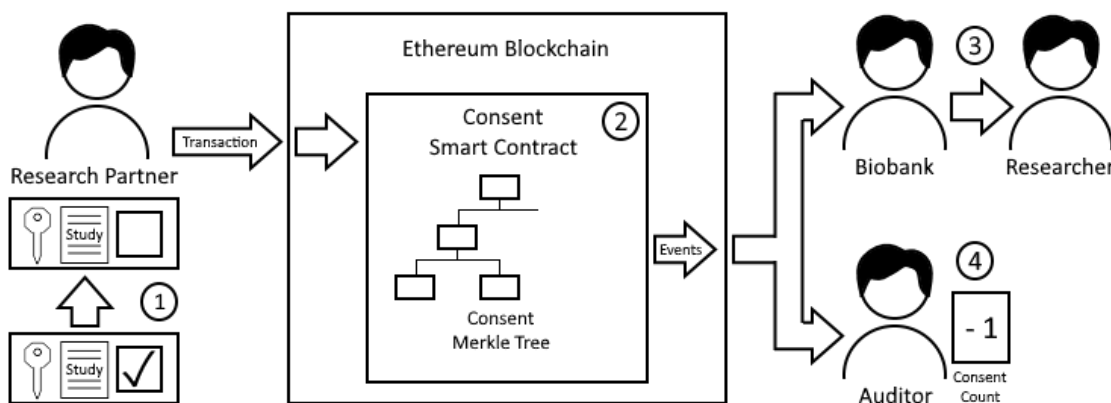 Ethereum Blockchain
Consent
Smart Contract
2
3
Transaction
Research Partner
Biobank
Researcher
Study
Events
1
Consent
Merkle Tree
4
- 1
Study
Auditor
Consent
Count